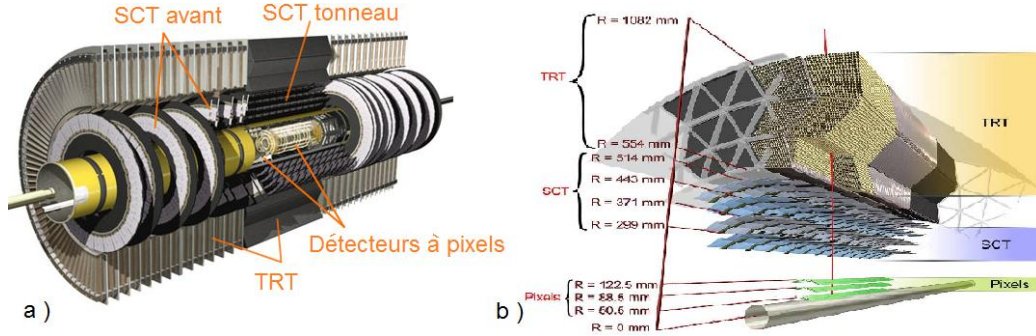 SCT avant
SCT tonneau
Détecteurs à pixels
TRT
a )
R = 1082 mm
TRT
R = 554 mm
R = 514 mm
R = 443 mm
SCT
R = 371 mm
R = 299 mm
R = 122.5 mm
Pixels
R = 88.5 mm
R = 50.5 mm
R = 0 mm
TRT
SCT
Pixels
b )